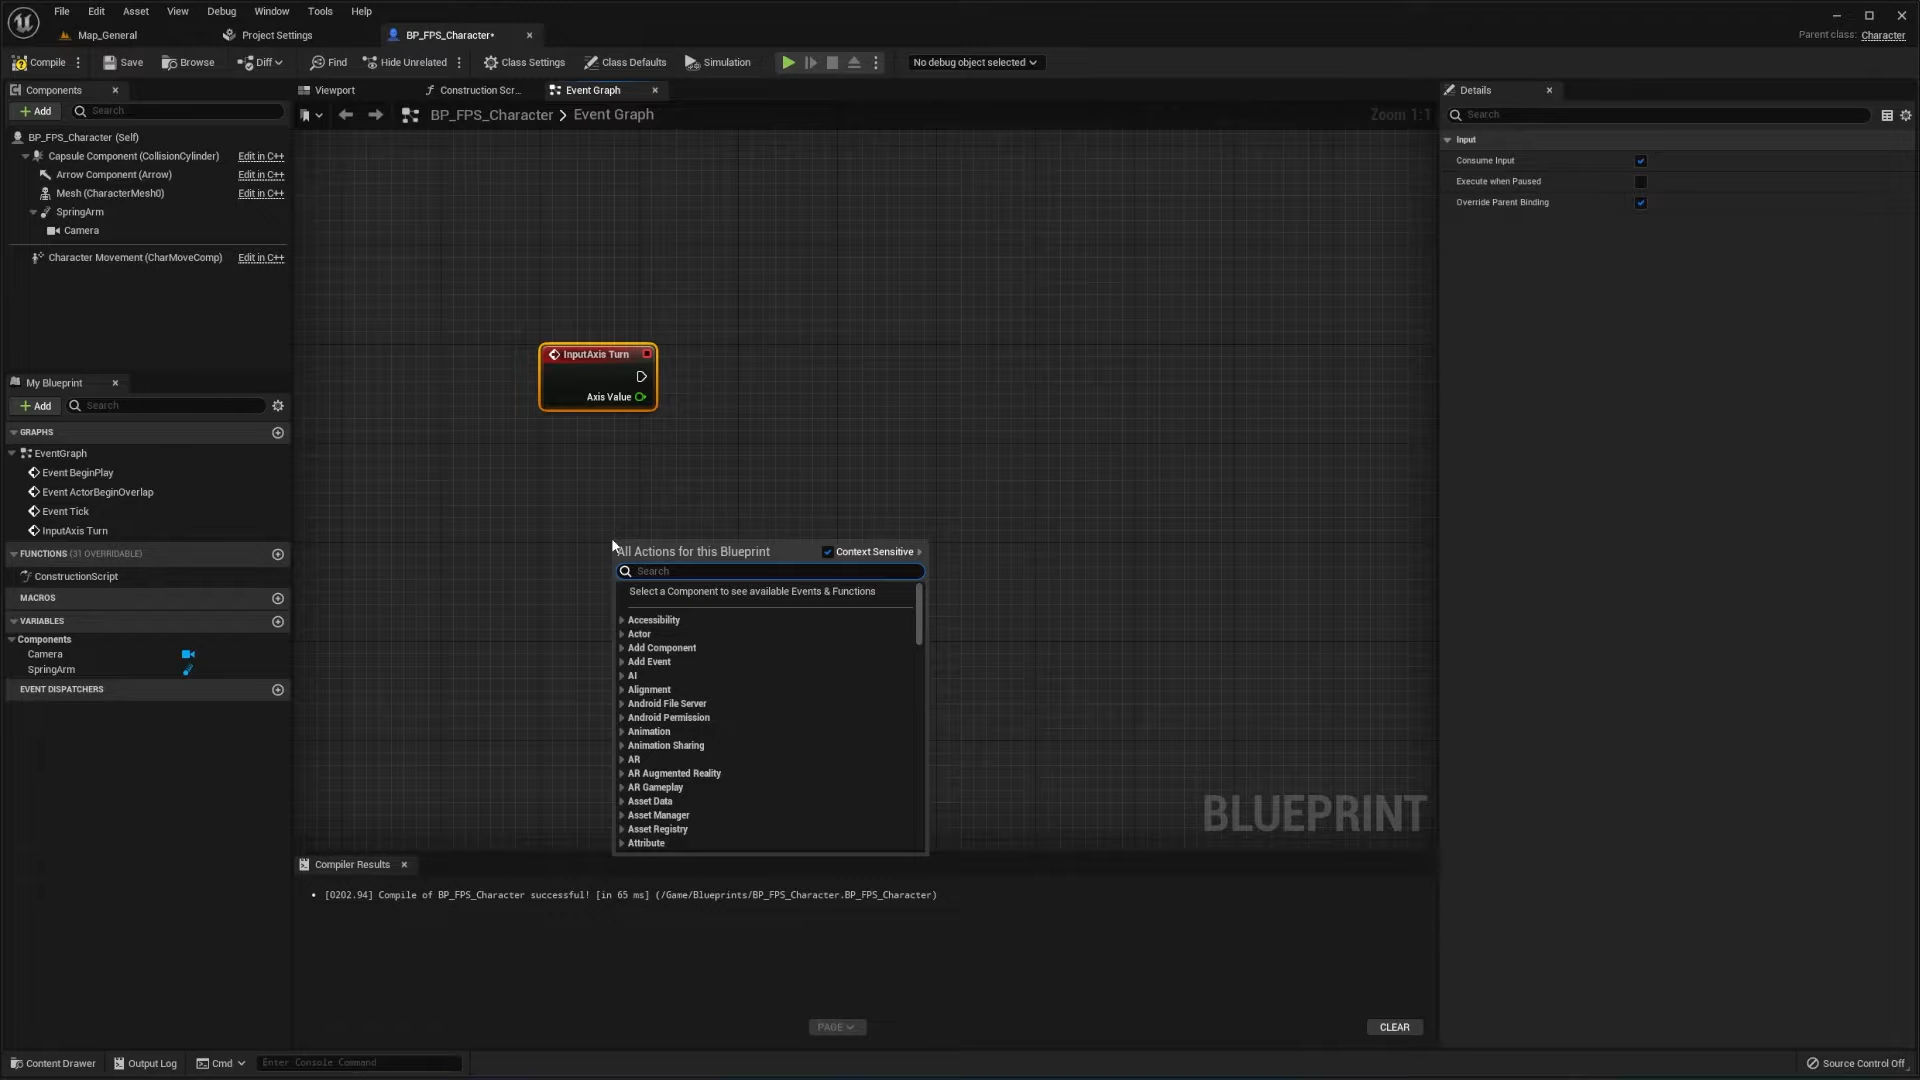 File Edit Asset View Debug Window Tools Help
Map_General Project Settings BP_FPS_Character*
Parent class: Character
Compile Save Browse Diff Find Hide Unrelated Class Settings Class Defaults Simulation No debug object selected
Components
Add Search
BP_FPS_Character (Self)
Capsule Component (CollisionCylinder) Edit in C++
Arrow Component (Arrow) Edit in C++
Mesh (CharacterMesh0) Edit in C++
SpringArm
Camera
Character Movement (CharMoveComp) Edit in C++
My Blueprint
Add Search
GRAPHS
EventGraph
Event BeginPlay
Event ActorBeginOverlap
Event Tick
InputAxis Turn
FUNCTIONS (31 OVERRIDABLE)
ConstructionScript
MACROS
VARIABLES
Components
Camera
SpringArm
EVENT DISPATCHERS
Viewport Construction Scr... Event Graph
BP_FPS_Character > Event Graph Zoom 1:1
InputAxis Turn
Axis Value
All Actions for this Blueprint Context Sensitive
Search
Select a Component to see available Events & Functions
Accessibility
Actor
Add Component
Add Event
AI
Alignment
Android File Server
Android Permission
Animation
Animation Sharing
AR
AR Augmented Reality
AR Gameplay
Asset Data
Asset Manager
Asset Registry
Attribute
BLUEPRINT
Compiler Results
• [0202.94] Compile of BP_FPS_Character successful! [in 65 ms] (/Game/Blueprints/BP_FPS_Character.BP_FPS_Character)
PAGE CLEAR
Details
Search
Input
Consume Input
Execute when Paused
Override Parent Binding
Content Drawer Output Log Cmd Enter Console Command Source Control Off